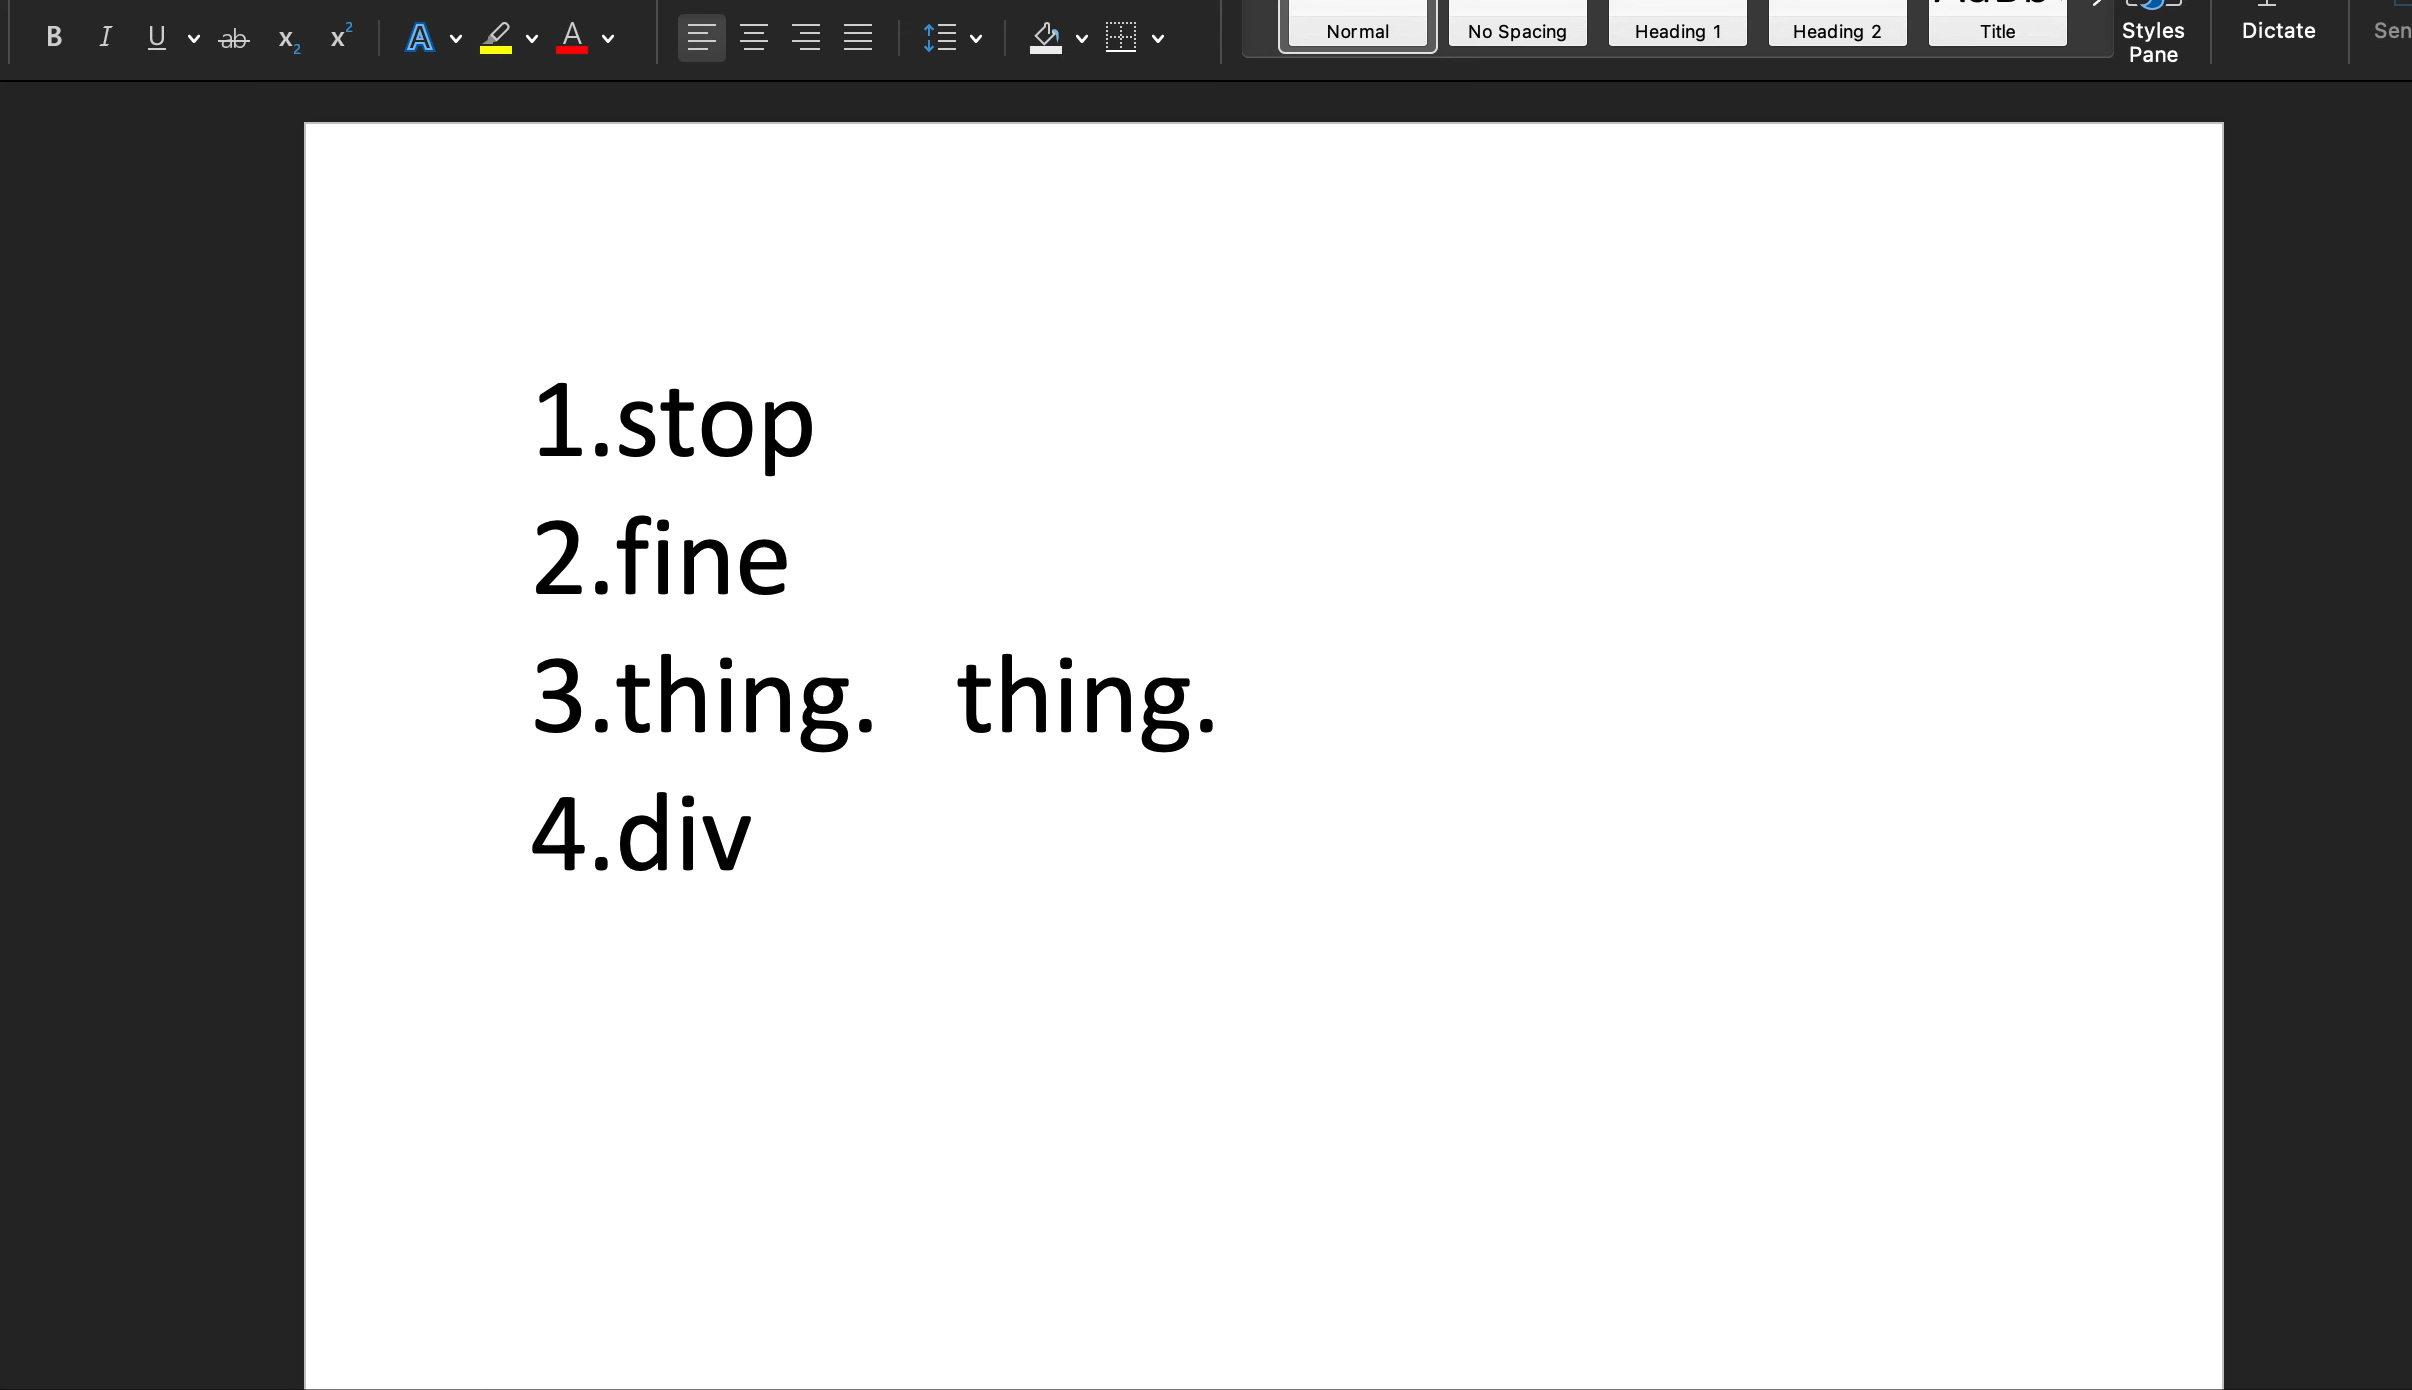 B I U ab x₂ x² A A Normal No Spacing Heading 1 Heading 2 Title Styles Pane Dictate
1.stop
2.fine
3.thing.   thing.
4.div